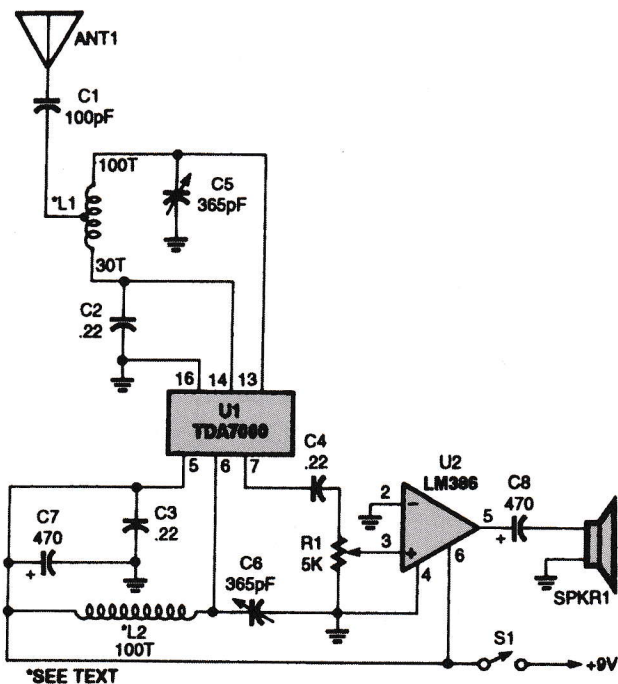 ANT1
C1
100pF
100T
*L1
C5
365pF
30T
C2
.22
16
14
13
U1
TDA7000
5
6
7
C4
.22
U2
LM386
C8
470
2
3
5
+
6
4
R1
5K
C7
470
+
C3
.22
C6
365pF
SPKR1
*L2
100T
S1
+9V
*SEE TEXT